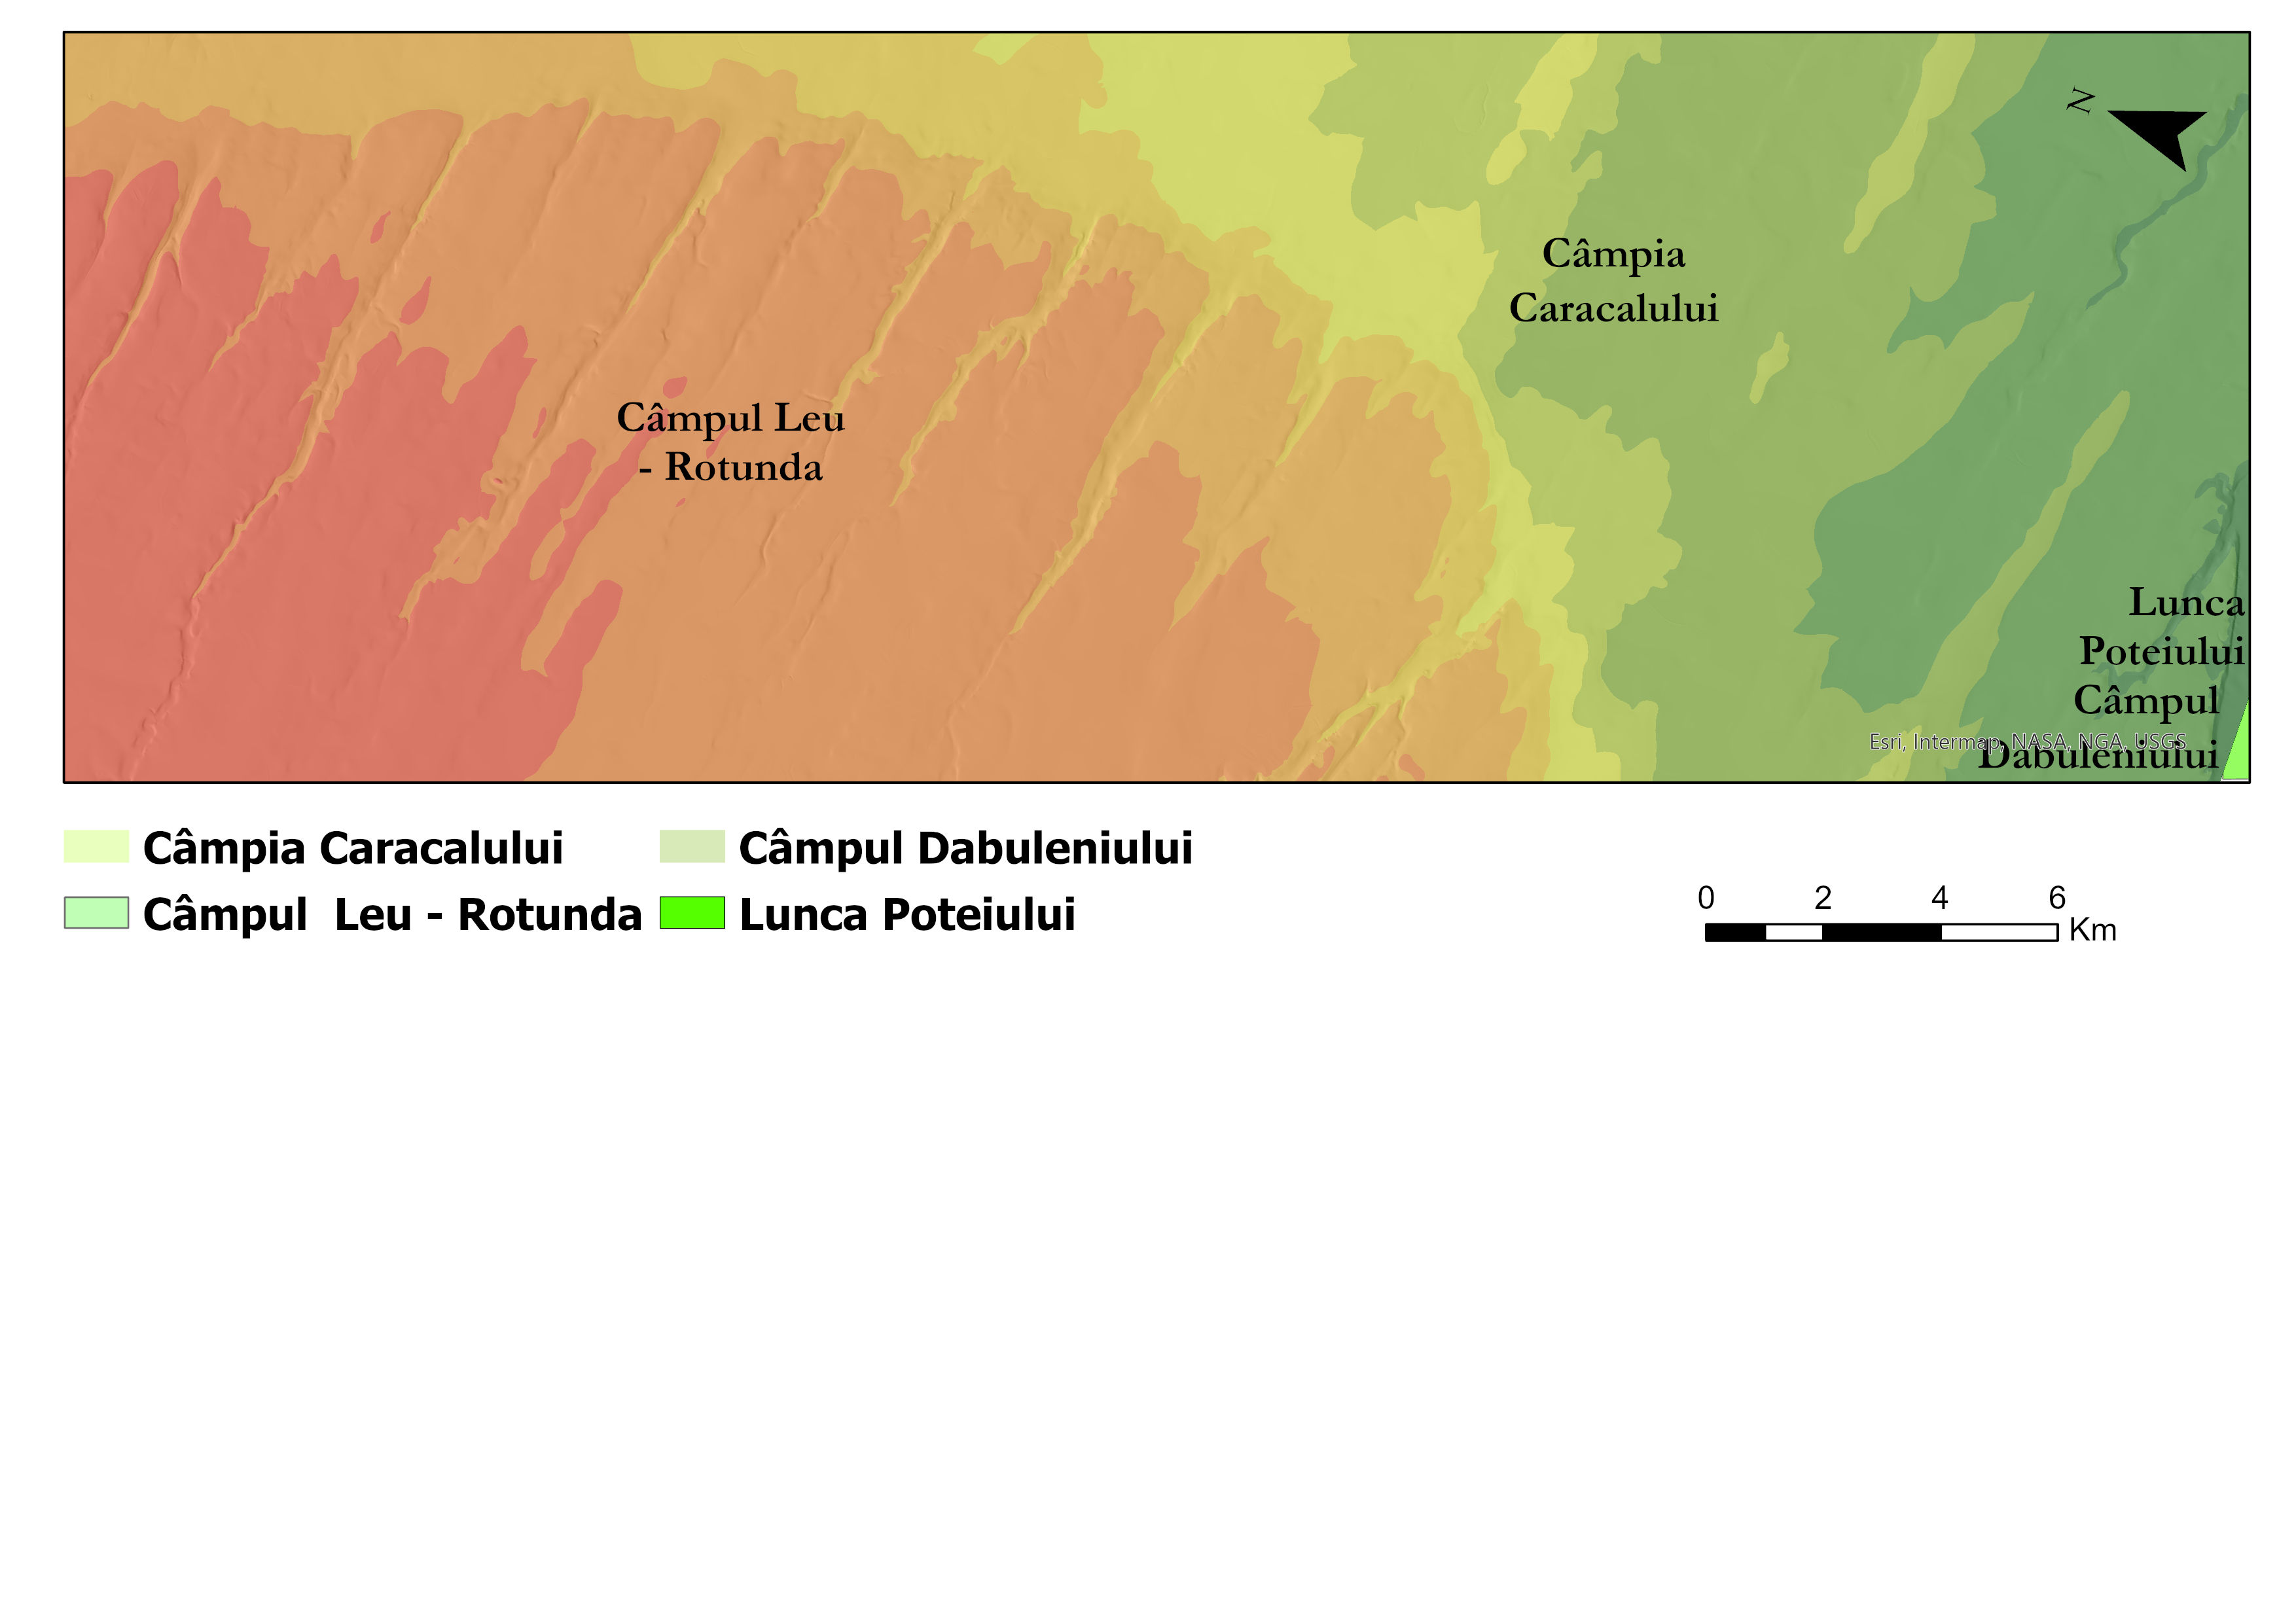 N
Câmpia
Caracalului
Câmpul Leu
- Rotunda
Lunca
Poteiului
Câmpul
Dabuleniului
Esri, Intermap, NASA, NGA, USGS
Câmpia Caracalului
Câmpul Dabuleniului
Câmpul  Leu - Rotunda
Lunca Poteiului
0 2 4 6
Km